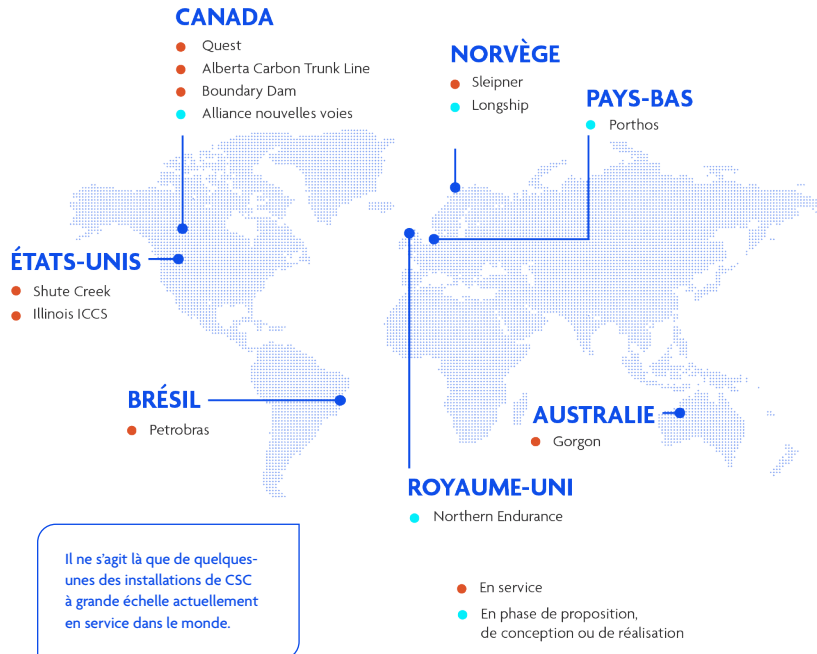 CANADA
Quest
Alberta Carbon Trunk Line
Boundary Dam
Alliance nouvelles voies
NORVÈGE
Sleipner
Longship
PAYS-BAS
Porthos
ÉTATS-UNIS
Shute Creek
Illinois ICCS
BRÉSIL
Petrobras
AUSTRALIE
Gorgon
ROYAUME-UNI
Northern Endurance
Il ne s’agit là que de quelques-
unes des installations de CSC
à grande échelle actuellement
en service dans le monde.
En service
En phase de proposition,
de conception ou de réalisation